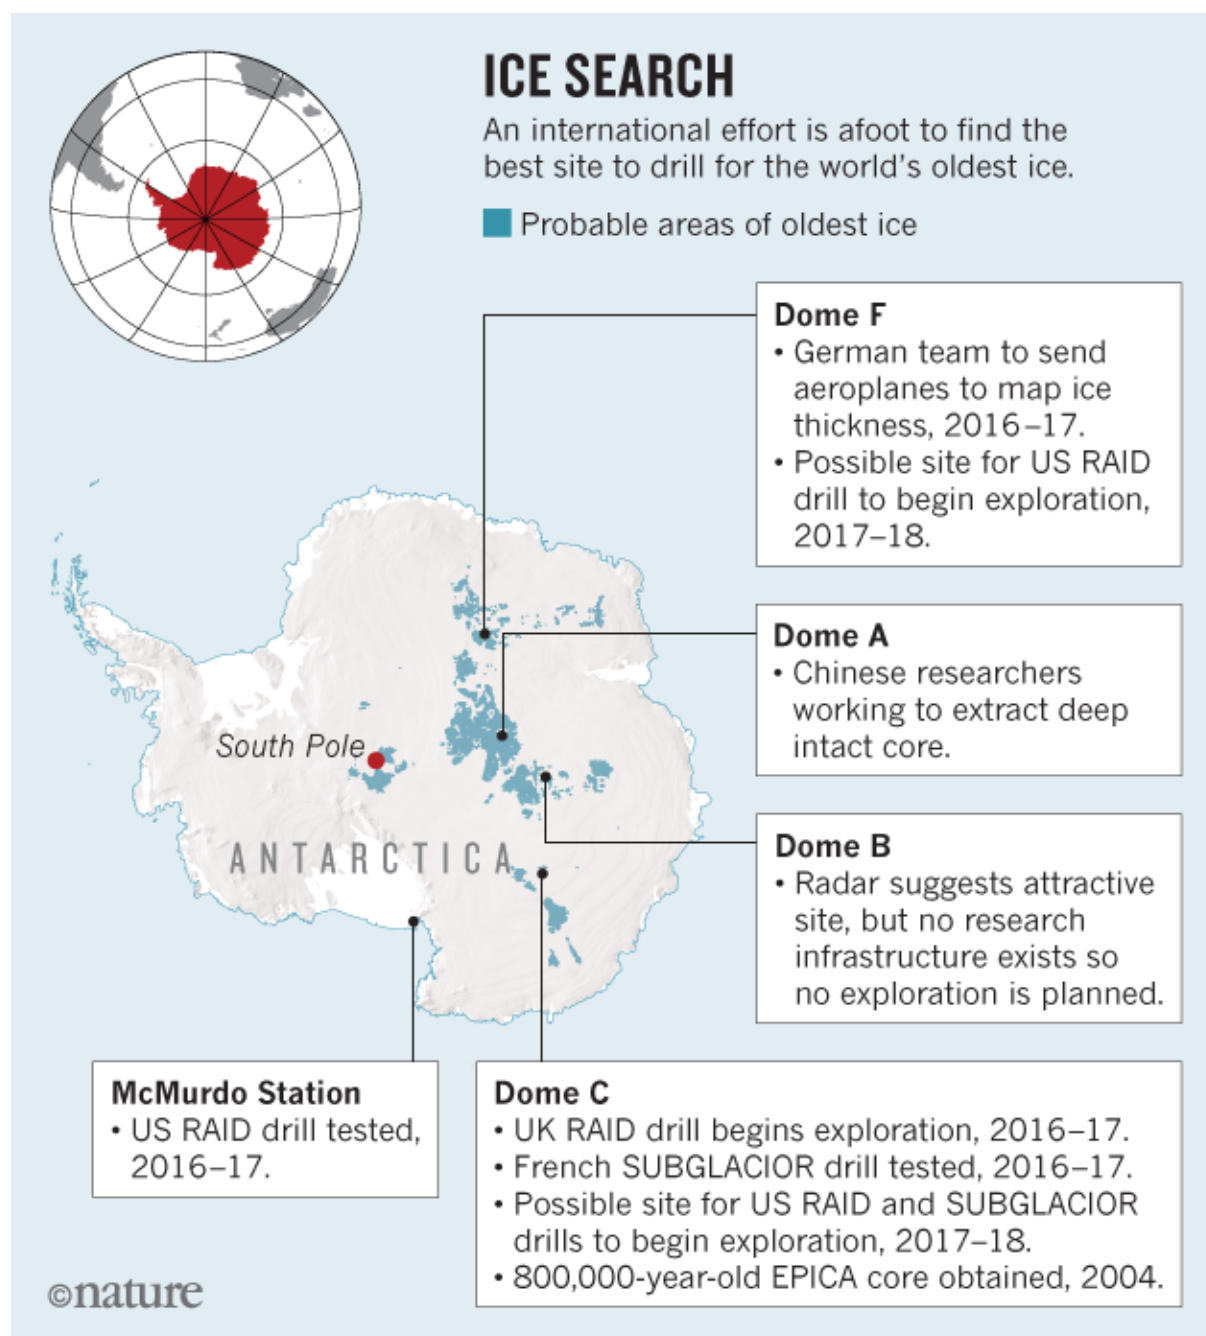 ICE SEARCH
An international effort is afoot to find the
best site to drill for the world's oldest ice.
Probable areas of oldest ice
Dome F
• German team to send
aeroplanes to map ice
thickness, 2016–17.
• Possible site for US RAID
drill to begin exploration,
2017–18.
Dome A
• Chinese researchers
working to extract deep
intact core.
South Pole
ANTARCTICA
Dome B
• Radar suggests attractive
site, but no research
infrastructure exists so
no exploration is planned.
McMurdo Station
• US RAID drill tested,
2016–17.
Dome C
• UK RAID drill begins exploration, 2016–17.
• French SUBGLACIOR drill tested, 2016–17.
• Possible site for US RAID and SUBGLACIOR
drills to begin exploration, 2017–18.
• 800,000-year-old EPICA core obtained, 2004.
©nature